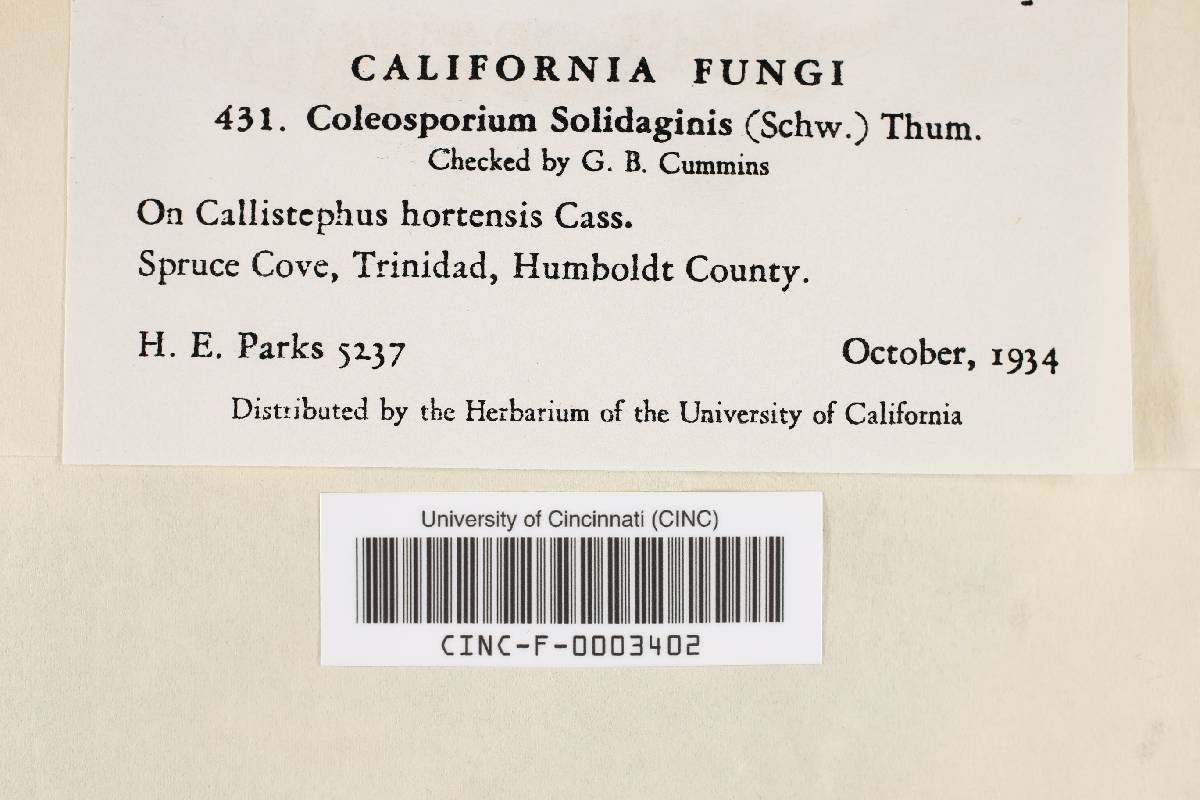 CALIFORNIA FUNGI
431. Coleosporium Solidaginis (Schw.) Thum.
Checked by G. B. Cummins
On Callistephus hortensis Cass.
Spruce Cove, Trinidad, Humboldt County.
H. E. Parks 5237 October, 1934
Distributed by the Herbarium of the University of California
University of Cincinnati (CINC)
CINC-F-0003402